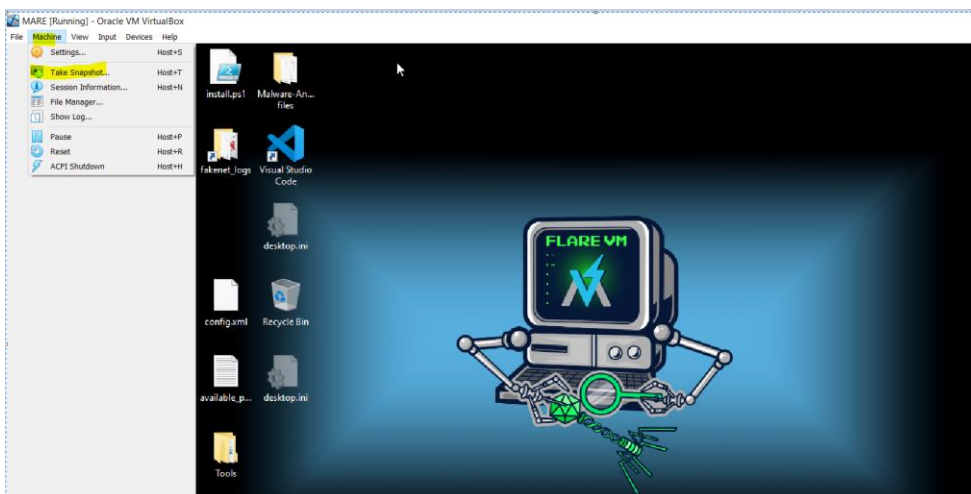 MARE [Running] - Oracle VM VirtualBox
File Machine View Input Devices Help
Settings... Host+S
Take Snapshot... Host+T
Session Information... Host+N
File Manager...
Show Log...
Pause Host+P
Reset Host+R
ACPI Shutdown Host+H
install.ps1
Malware-An...
files
fakenet_logs
Visual Studio
Code
desktop.ini
config.xml
Recycle Bin
available_p...
desktop.ini
Tools
FLARE VM